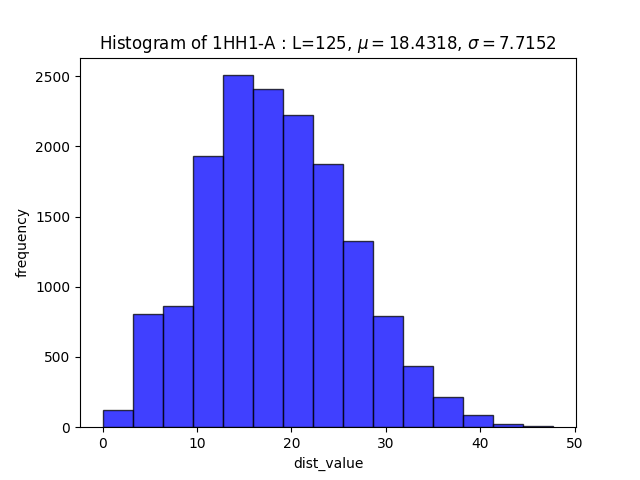 Histogram of 1HH1-A : L=125, μ = 18.4318, σ = 7.7152
2500
2000
1500
1000
500
0
frequency
0 10 20 30 40 50
dist_value